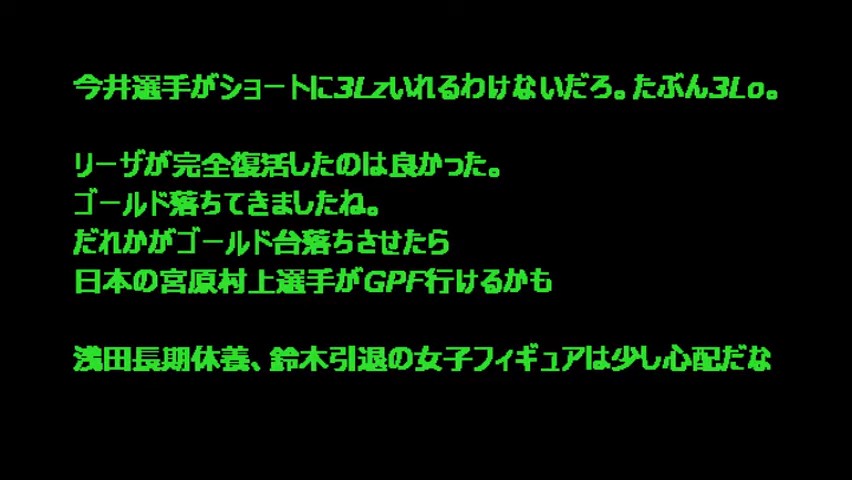 今井選手がショートに3Lzいれるわけないだろ。たぶん3Lo。
リーザが完全復活したのは良かった。
ゴールド落ちてきましたね。
だれかがゴールド台落ちさせたら
日本の宮原村上選手がGPF行けるかも
浅田長期休養、鈴木引退の女子フィギュアは少し心配だな